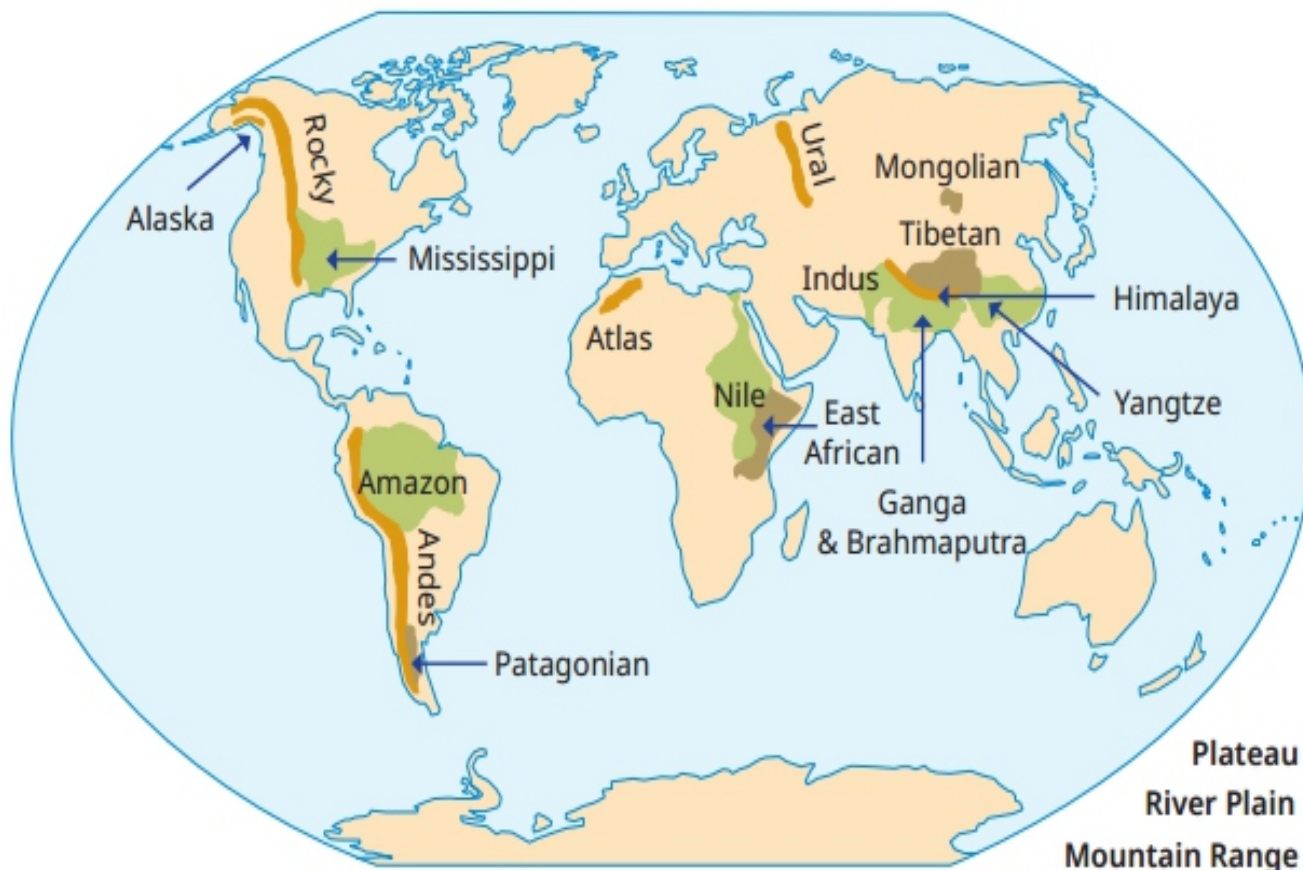 Rocky
Ural
Mongolian
Alaska
Tibetan
Mississippi
Indus
Himalaya
Atlas
Nile
East
African
Yangtze
Amazon
Ganga
& Brahmaputra
Andes
Patagonian
Plateau
River Plain
Mountain Range